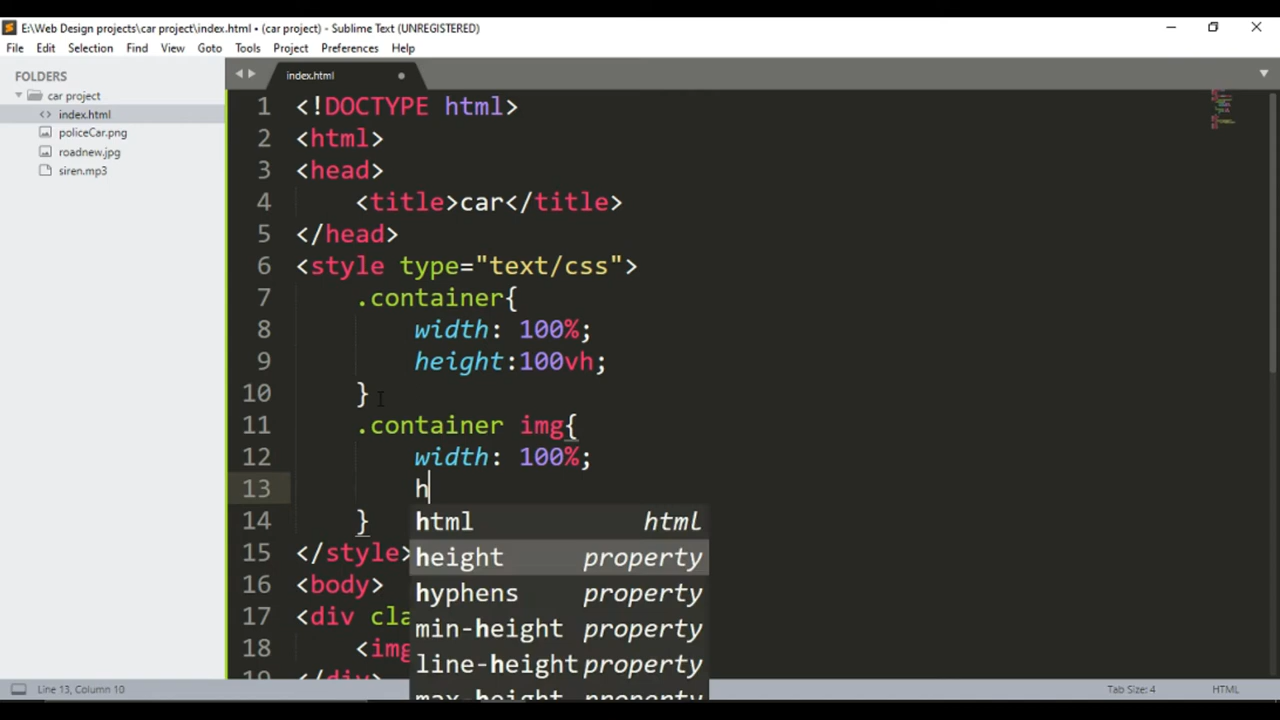 E:\Web Design projects\car project\index.html • (car project) - Sublime Text (UNREGISTERED)
File Edit Selection Find View Goto Tools Project Preferences Help
FOLDERS
car project
<> index.html
policeCar.png
roadnew.jpg
siren.mp3
index.html
1 <!DOCTYPE html>
2 <html>
3 <head>
4 <title>car</title>
5 </head>
6 <style type="text/css">
7 .container{
8 width: 100%;
9 height:100vh;
10 }
11 .container img{
12 width: 100%;
13 h
14 }
15 </style>
16 <body>
17 <div cla
18 <img
19 </div>
html html
height property
hyphens property
min-height property
line-height property
max-height property
Line 13, Column 10
Tab Size: 4
HTML